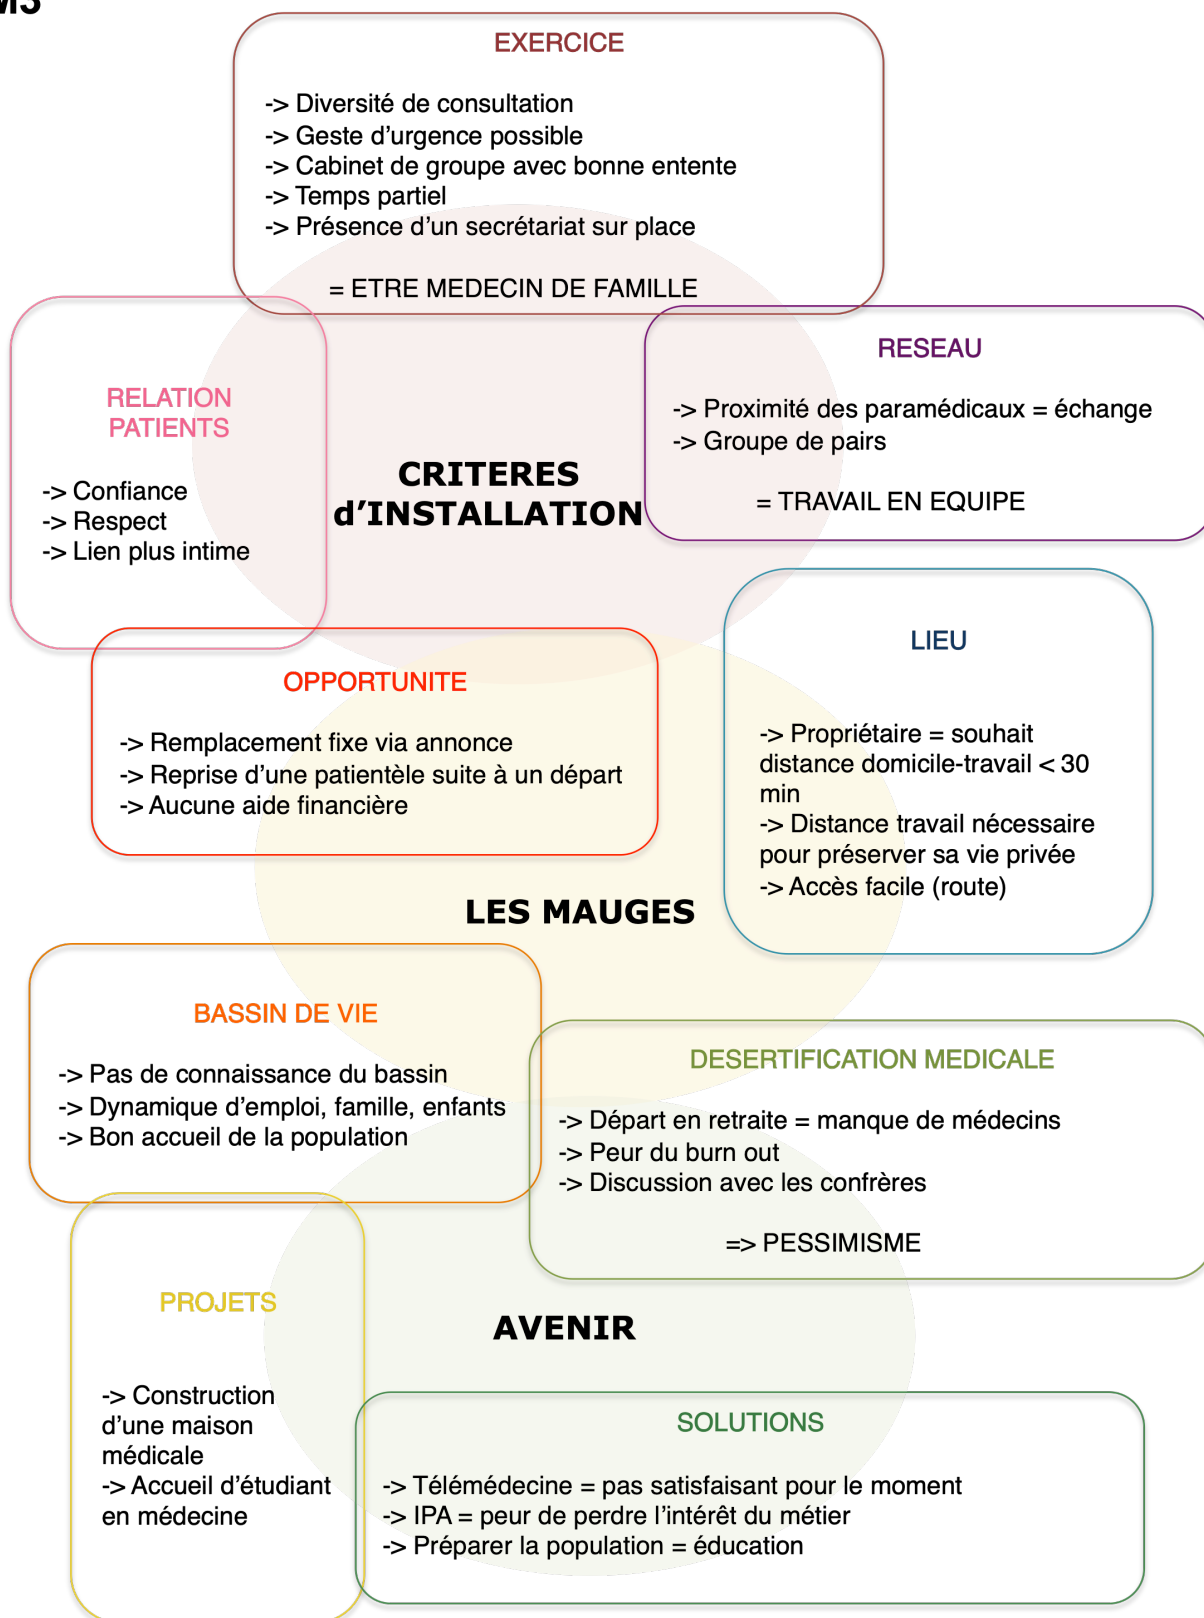 M3
EXERCICE
-> Diversité de consultation
-> Geste d'urgence possible
-> Cabinet de groupe avec bonne entente
-> Temps partiel
-> Présence d'un secrétariat sur place
= ETRE MEDECIN DE FAMILLE
RELATION
PATIENTS
-> Confiance
-> Respect
-> Lien plus intime
CRITERES
d'INSTALLATION
RESEAU
-> Proximité des paramédicaux = échange
-> Groupe de pairs
= TRAVAIL EN EQUIPE
OPPORTUNITE
-> Remplacement fixe via annonce
-> Reprise d'une patientèle suite à un départ
-> Aucune aide financière
LIEU
-> Propriétaire = souhait
distance domicile-travail < 30
min
-> Distance travail nécessaire
pour préserver sa vie privée
-> Accès facile (route)
LES MAUGES
BASSIN DE VIE
-> Pas de connaissance du bassin
-> Dynamique d'emploi, famille, enfants
-> Bon accueil de la population
DESERTIFICATION MEDICALE
-> Départ en retraite = manque de médecins
-> Peur du burn out
-> Discussion avec les confrères
=> PESSIMISME
PROJETS
-> Construction
d'une maison
médicale
-> Accueil d'étudiant
en médecine
AVENIR
SOLUTIONS
-> Télémédecine = pas satisfaisant pour le moment
-> IPA = peur de perdre l'intérêt du métier
-> Préparer la population = éducation